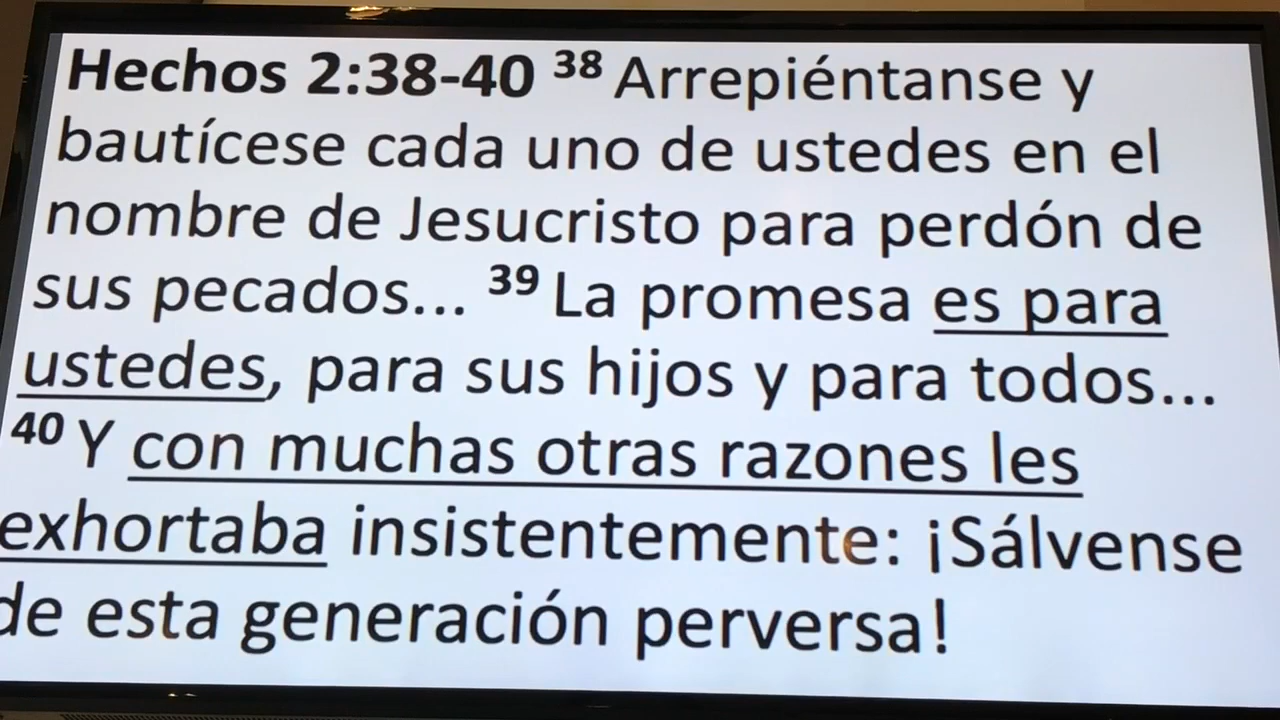 Hechos 2:38-40 38 Arrepiéntanse y
bautícese cada uno de ustedes en el
nombre de Jesucristo para perdón de
sus pecados... 39 La promesa es para
ustedes, para sus hijos y para todos...
40 Y con muchas otras razones les
exhortaba insistentemente: ¡Sálvense
de esta generación perversa!